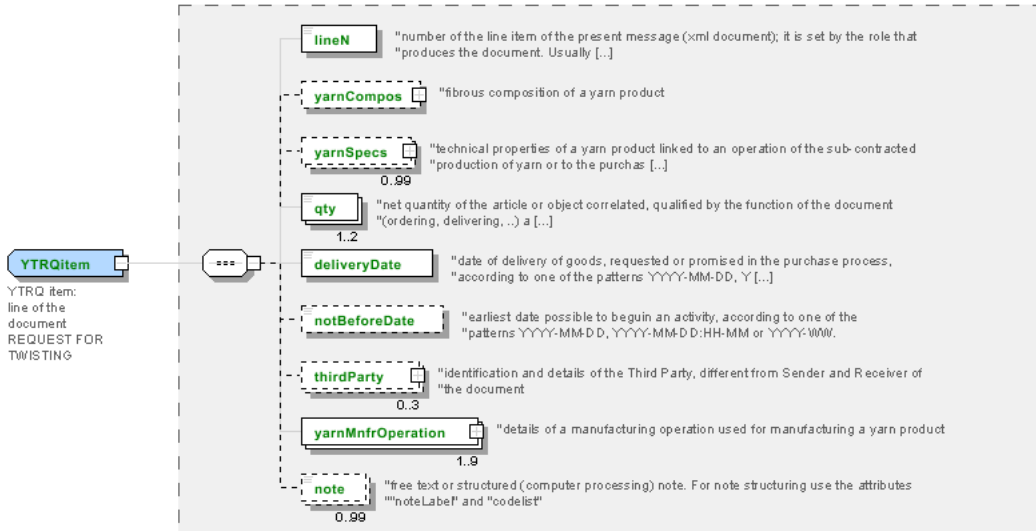 lineN
"number of the line item of the present message (xml document); it is set by the role that
"produces the document. Usually [...]
yarnCompos
"fibrous composition of a yarn product
yarnSpecs
"technical properties of a yarn product linked to an operation of the sub-contracted
"production of yarn or to the purchas [...]
0..99
qty
"net quantity of the article or object correlated, qualified by the function of the document
"(ordering, delivering, ..) a [...]
1..2
YTRQitem
YTRQ item:
line of the
document
REQUEST FOR
TWISTING
deliveryDate
"date of delivery of goods, requested or promised in the purchase process,
"according to one of the patterns YYYY-MM-DD, Y [...]
notBeforeDate
"earliest date possible to beguin an activity, according to one of the
"patterns YYYY-MM-DD, YYYY-MM-DD:HH-MM or YYYY-WW.
thirdParty
"identification and details of the Third Party, different from Sender and Receiver of
"the document
0..3
yarnMnfrOperation
"details of a manufacturing operation used for manufacturing a yarn product
1..9
note
"free text or structured (computer processing) note. For note structuring use the attributes
""noteLabel" and "codelist"
0..99